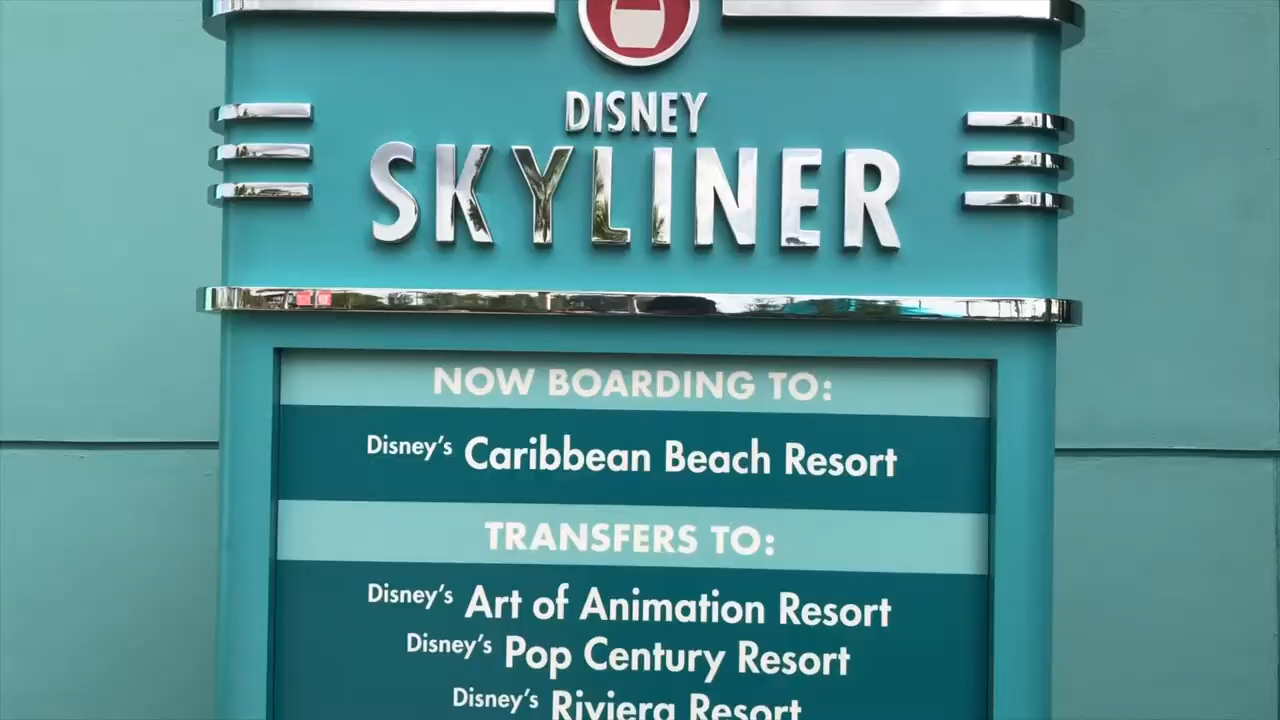 DISNEY
SKYLINER
NOW BOARDING TO:
Disney's Caribbean Beach Resort
TRANSFERS TO:
Disney's Art of Animation Resort
Disney's Pop Century Resort
Disney's Riviera Resort